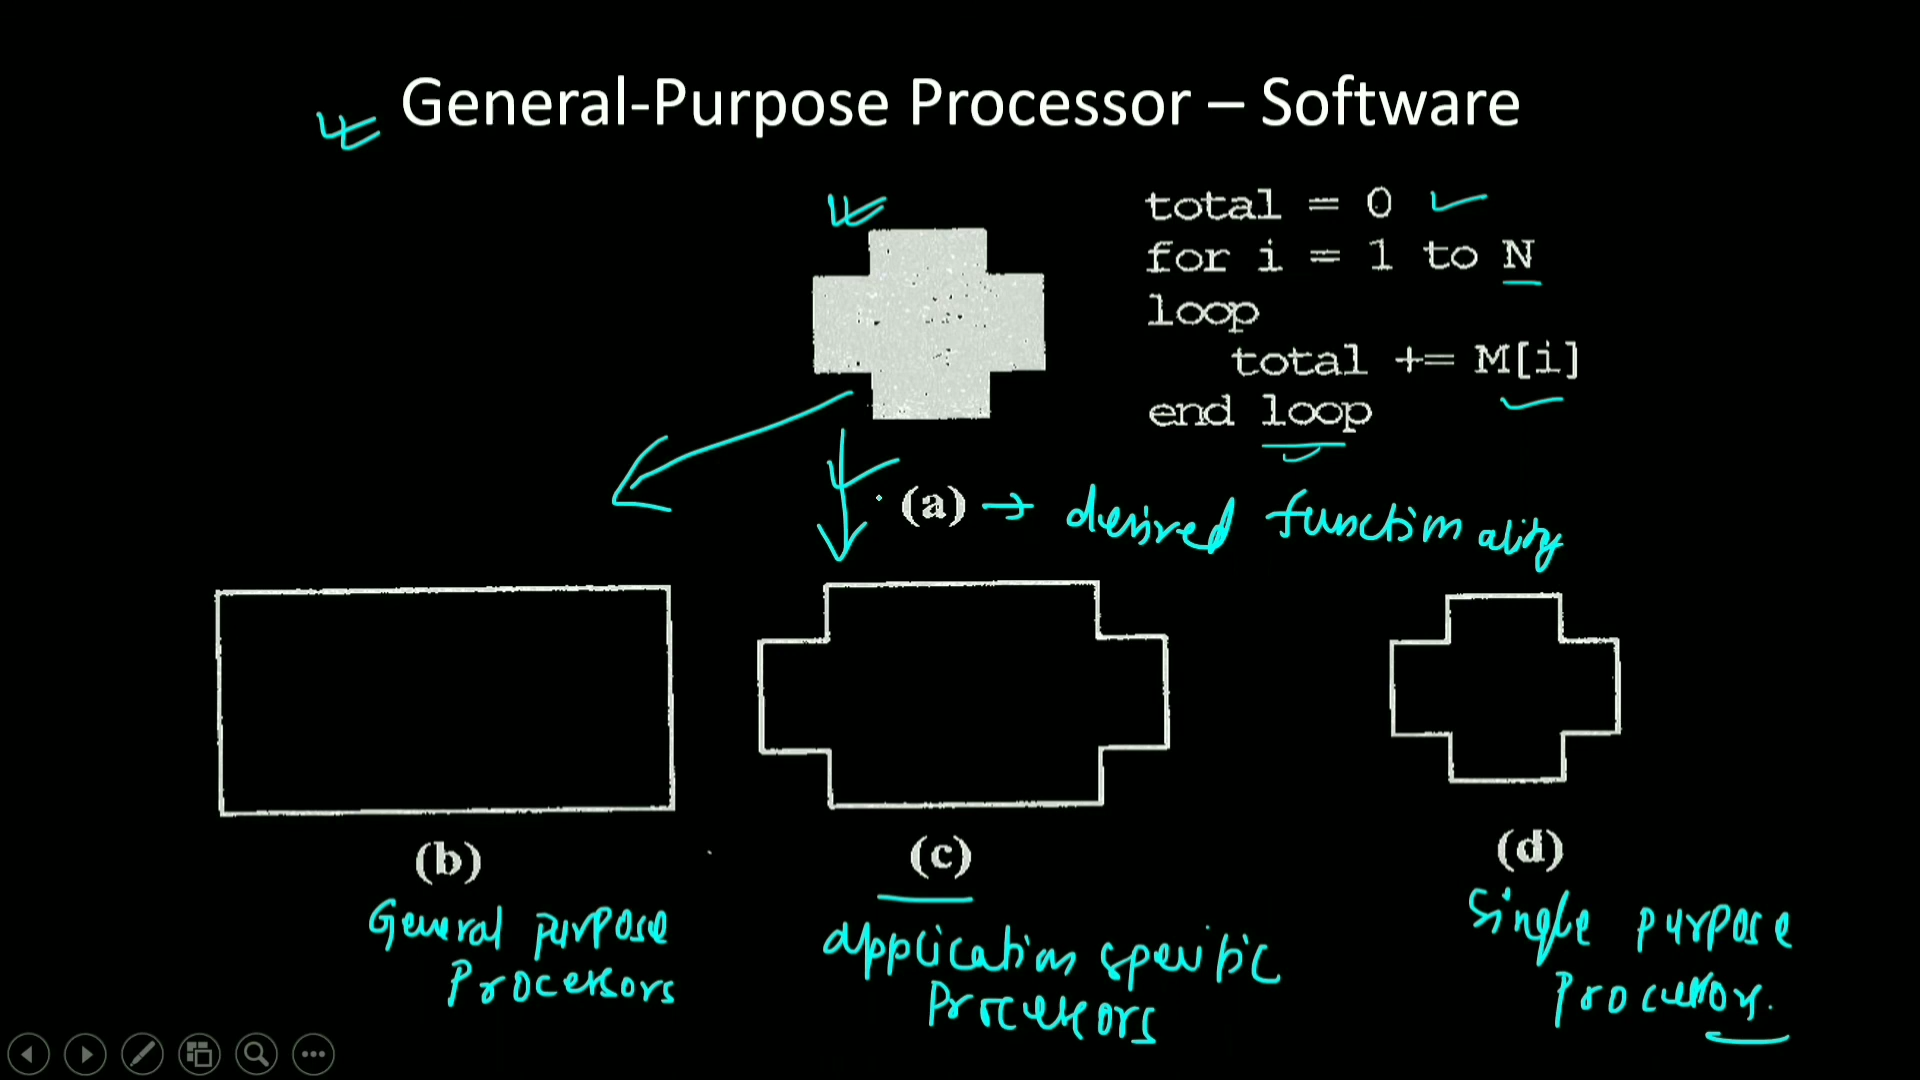 General-Purpose Processor – Software
total = 0
for i = 1 to N
loop
total += M[i]
end loop
(a) → desired functionality
(b)
General purpose
Processors
(c)
Application specific
Processors
(d)
Single purpose
Processor.